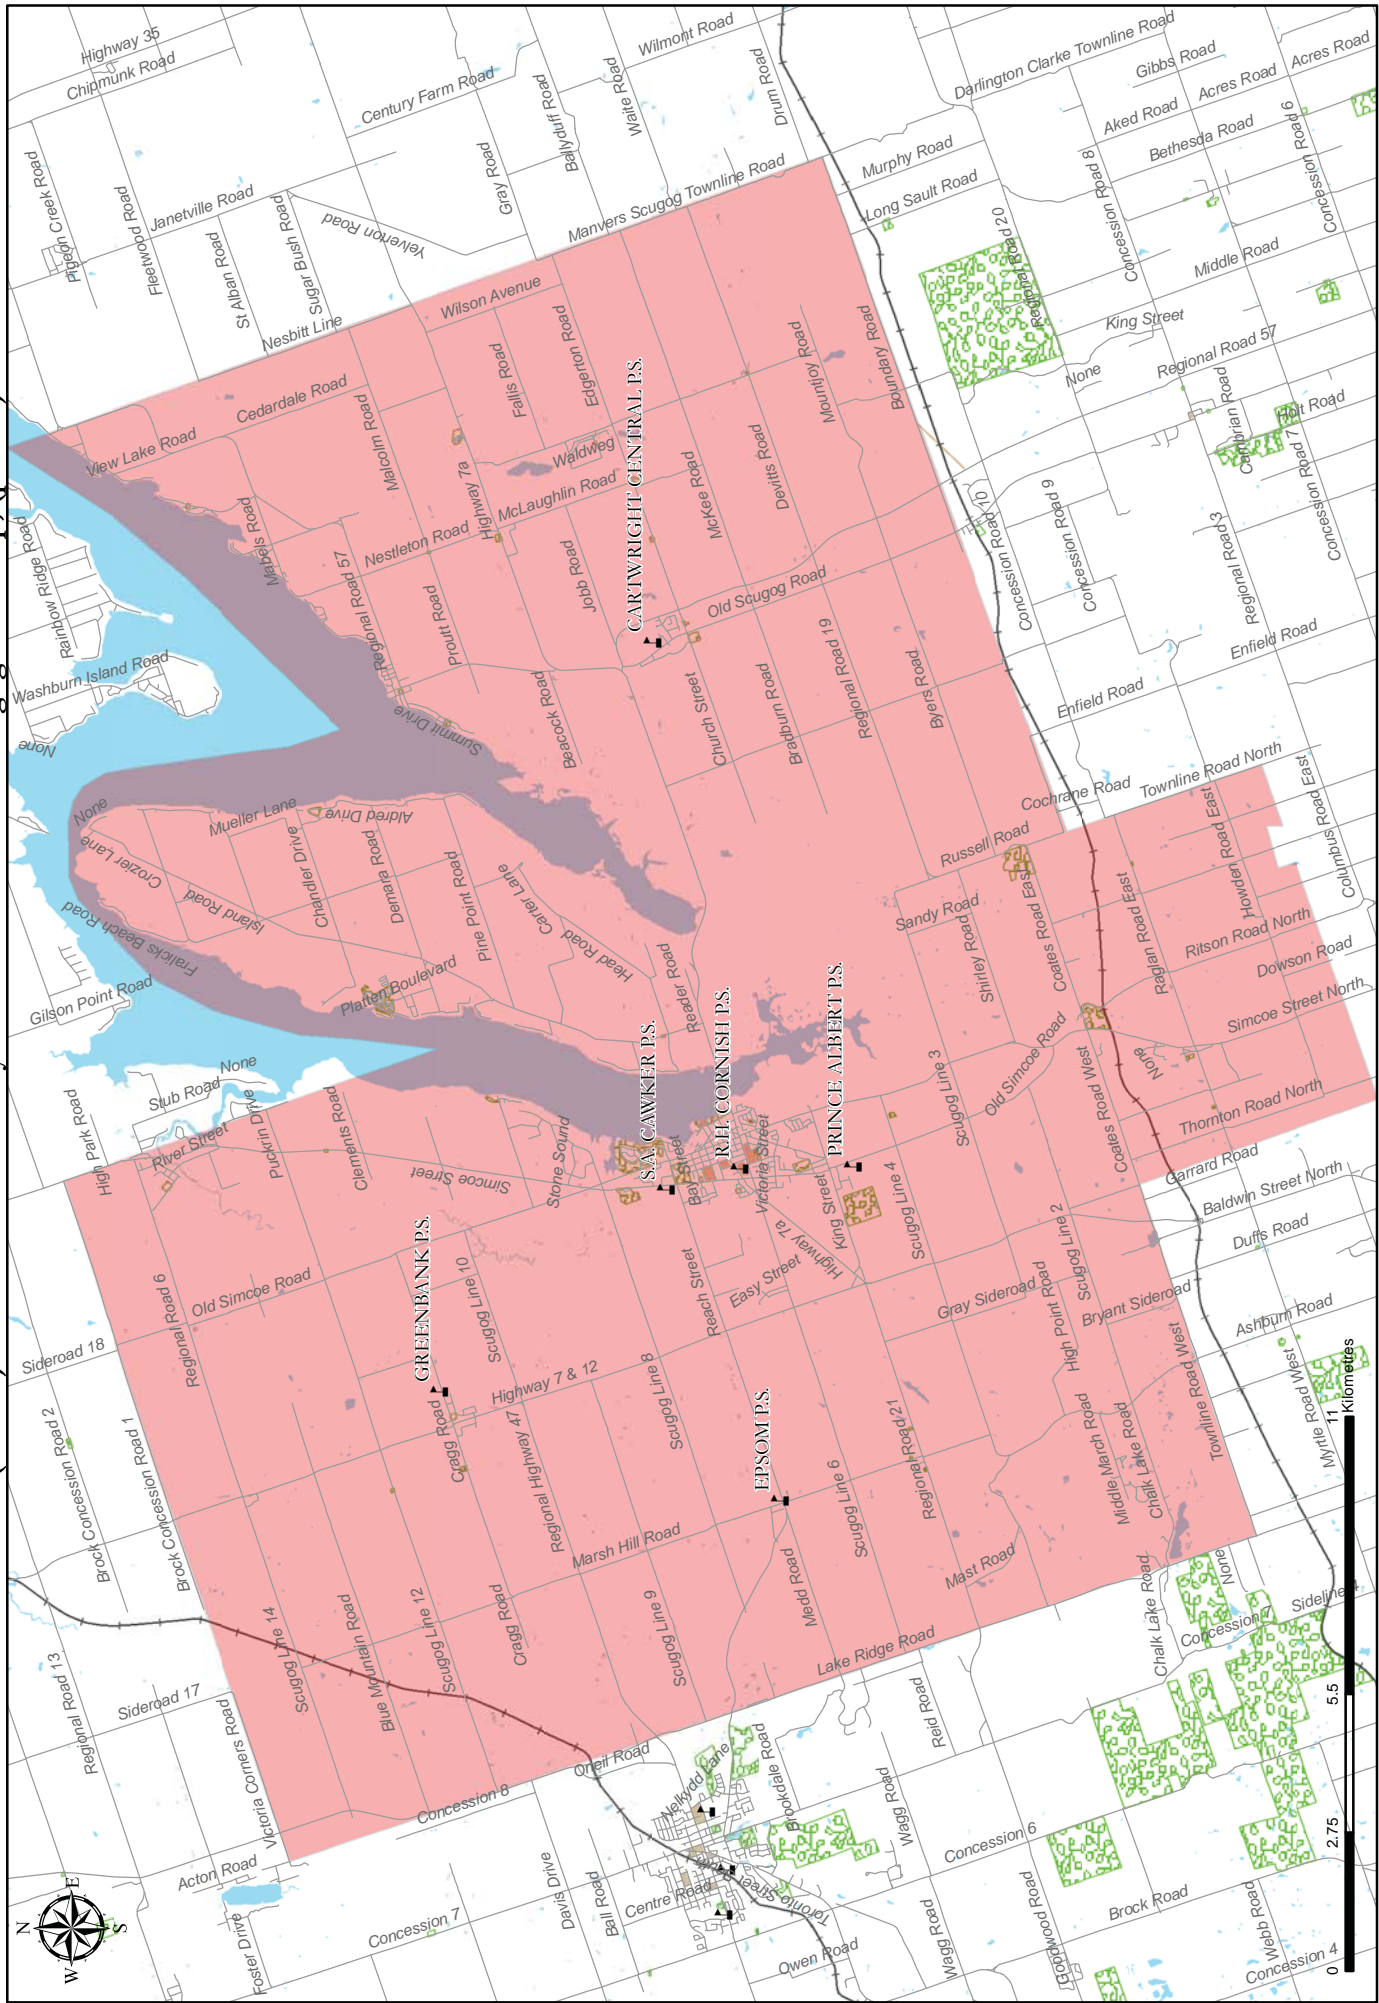 Highway 35
Chipmunk Road
Century Farm Road
Wilmont Road
Drum Road
Darlington Clarke Townline Road
Gibbs Road
Acres Road
Acres Road
Aked Road
Bethesda Road
Pigeon Creek Road
Fleetwood Road
Janetville Road
St Alban Road
Sugar Bush Road
Yelverton Road
Gray Road
Ballyduff Road
Waite Road
Manvers Scugog Townline Road
Murphy Road
Long Sault Road
Regional Road 20
Concession Road 8
Concession Road 6
Middle Road
King Street
Regional Road 57
None
Nesbitt Line
Wilson Avenue
Cedardale Road
View Lake Road
Malcolm Road
Fallis Road
Edgerton Road
Highway 7a
Waldweg
McLaughlin Road
CARTWRIGHT CENTRAL P.S.
McKee Road
Devitts Road
Mountjoy Road
Boundary Road
Cambrian Road
Holt Road
Concession Road 7
Regional Road 3
Concession Road 9
Concession Road 9
Concession Road 10
Rainbow Ridge Road
Washburn Island Road
None
Mabels Road
Regional Road 57
Nestleton Road
Proutt Road
Jobb Road
Old Scugog Road
Summit Drive
Beacock Road
Church Street
Bradburn Road
Regional Road 19
Byers Road
Enfield Road
Enfield Road
Cochrane Road
Townline Road North
Columbus Road East
Howden Road East
Ritson Road North
Dowson Road
Simcoe Street North
Raglan Road East
Coates Road East
Russell Road
Sandy Road
Shirley Road
None
Mueller Lane
Aldred Drive
Crozier Lane
Island Road
Chandler Drive
Demara Road
Pine Point Road
Carter Lane
Head Road
Reader Road
Fralicks Beach Road
Gilson Point Road
Platten Boulevard
S.A. CAWKER P.S.
R.H. CORNISH P.S.
PRINCE ALBERT P.S.
Scugog Line 3
Old Simcoe Road
Coates Road West
None
Thornton Road North
Garrard Road
Baldwin Street North
Duffs Road
None
Stub Road
High Park Road
River Street
Puckrin Drive
Clements Road
Simcoe Street
Stone Sound
Bay Street
Victoria Street
King Street
Scugog Line 4
Highway 7a
Easy Street
Reach Street
GREENBANK P.S.
Scugog Line 10
Old Simcoe Road
Regional Road 6
Sideroad 18
Highway 7 & 12
Scugog Line 8
Gray Sideroad
High Point Road
Scugog Line 2
Bryant Sideroad
Ashburn Road
Myrtle Road West
Townline Road West
Chalk Lake Road
Middle March Road
Brock Concession Road 2
Brock Concession Road 1
Cragg Road
Regional Highway 47
Marsh Hill Road
EPSOM P.S.
Medd Road
Scugog Line 6
Regional Road 21
Mast Road
Scugog Line 14
Blue Mountain Road
Scugog Line 12
Cragg Road
Scugog Line 9
Lake Ridge Road
Chalk Lake Road
None
Concession 7
Sideline 4
Regional Road 13
Sideroad 17
Victoria Corners Road
Concession 8
Oneil Road
Nelkydd Lane
Brookdale Road
Reid Road
Wagg Road
Concession 6
Acton Road
Foster Drive
Concession 7
Davis Drive
Ball Road
Centre Road
Toronto Street
Owen Road
Wagg Road
Goodwood Road
Brock Road
Webb Road
Concession 4
N
E
S
W
0
2.75
5.5
11
Kilometres